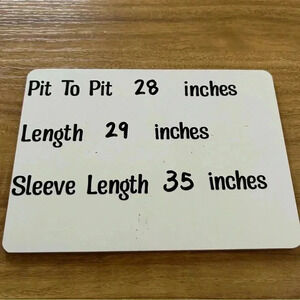 Pit To Pit 28 inches
Length 29 inches
Sleeve Length 35 inches